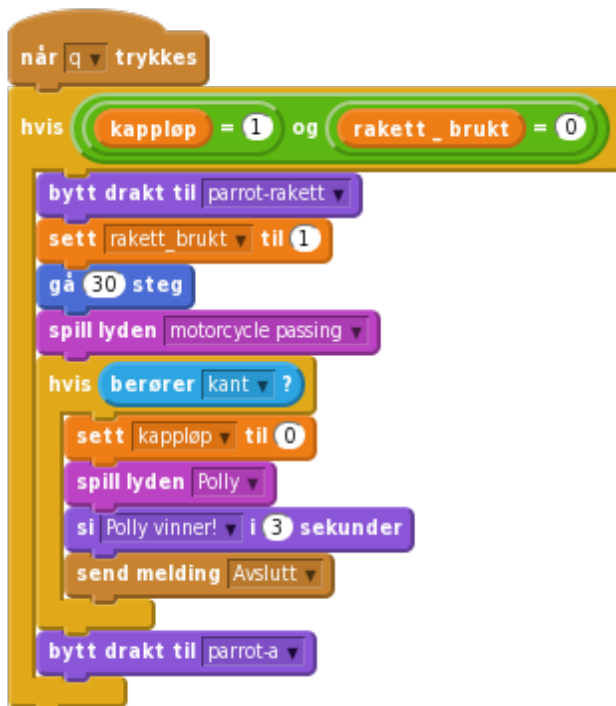 når q trykkes
hvis kappløp = 1 og rakett_brukt = 0
bytt drakt til parrot-rakett
sett rakett_brukt til 1
gå 30 steg
spill lyden motorcycle passing
hvis berører kant ?
sett kappløp til 0
spill lyden Polly
si Polly vinner! i 3 sekunder
send melding Avslutt
bytt drakt til parrot-a